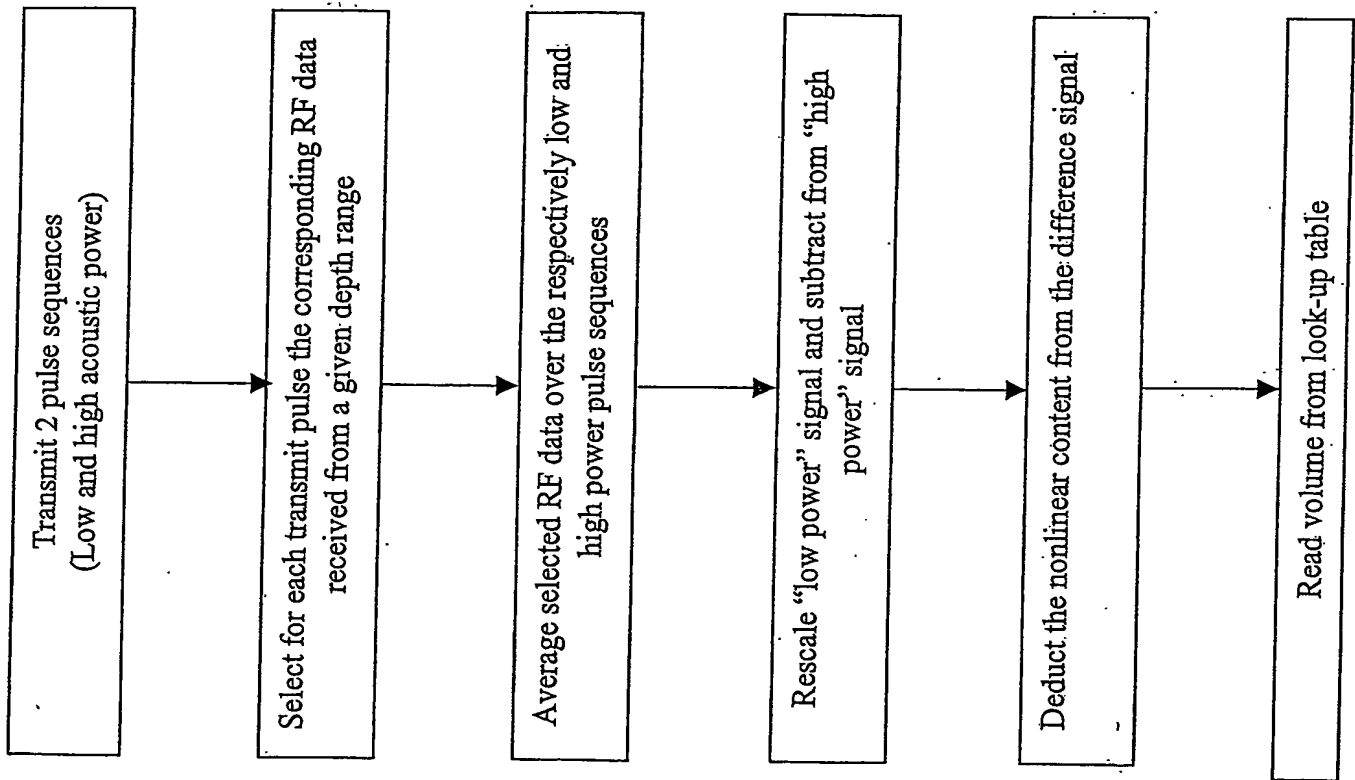 Transmit 2 pulse sequences
(Low and high acoustic power)
Select for each transmit pulse the corresponding RF data
received from a given depth range
Average selected RF data over the respectively low and
high power pulse sequences
Rescale “low power” signal and subtract from “high
power” signal
Deduct the nonlinear content from the difference signal
Read volume from look-up table